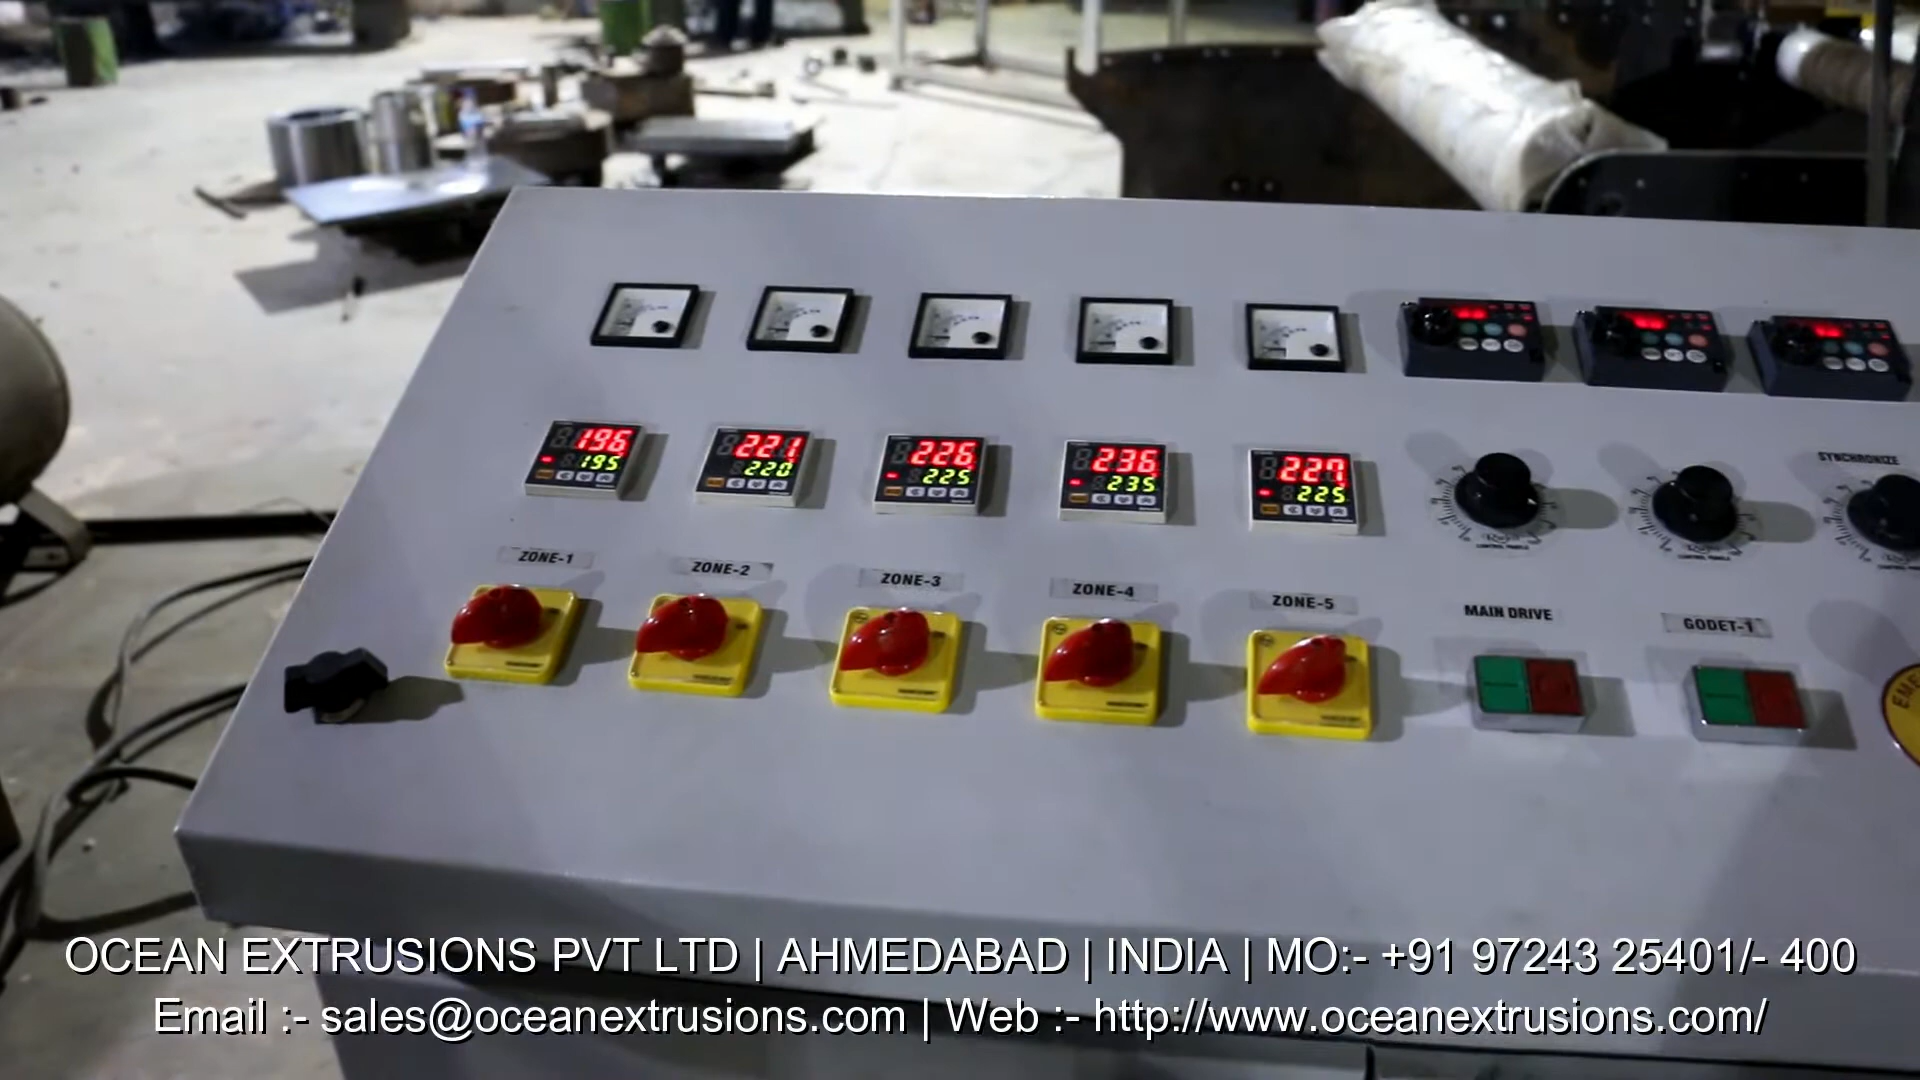 196 221 226 236 227
195 220 225 235 225
SYNCHRONIZE
ZONE-1 ZONE-2 ZONE-3 ZONE-4 ZONE-5
MAIN DRIVE GODET-1
EME
OCEAN EXTRUSIONS PVT LTD | AHMEDABAD | INDIA | MO:- +91 97243 25401/- 400
Email :- sales@oceanextrusions.com | Web :- http://www.oceanextrusions.com/